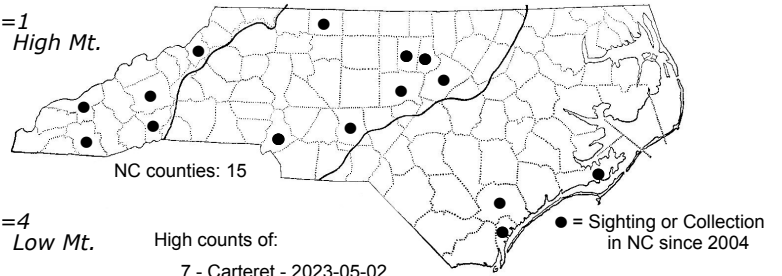 =1
High Mt.
NC counties: 15
=4
Low Mt.
High counts of:
7 - Carteret - 2023-05-02
● = Sighting or Collection
in NC since 2004